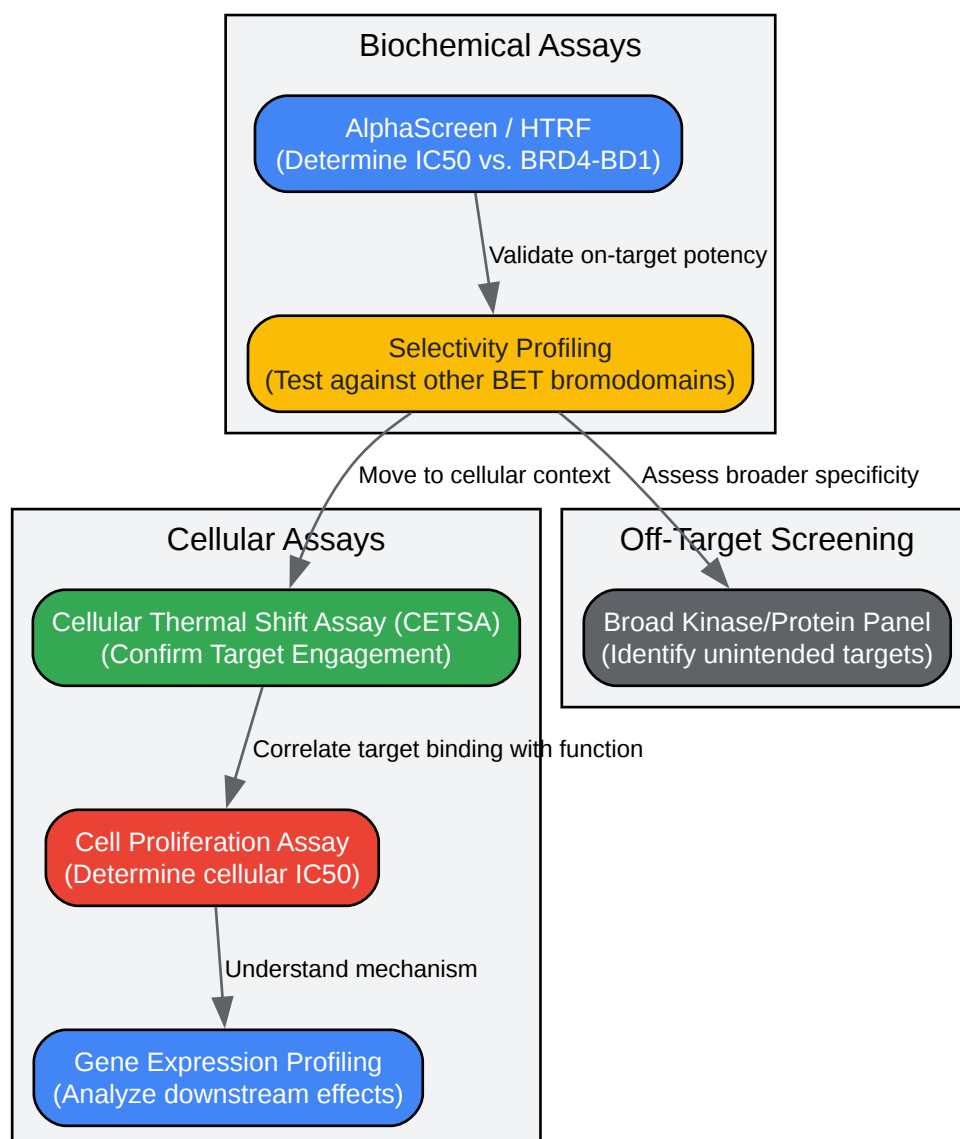 Biochemical Assays
AlphaScreen / HTRF
(Determine IC50 vs. BRD4-BD1)
Validate on-target potency
Selectivity Profiling
(Test against other BET bromodomains)
Move to cellular context
Assess broader specificity
Cellular Assays
Off-Target Screening
Cellular Thermal Shift Assay (CETSA)
(Confirm Target Engagement)
Broad Kinase/Protein Panel
(Identify unintended targets)
Correlate target binding with function
Cell Proliferation Assay
(Determine cellular IC50)
Understand mechanism
Gene Expression Profiling
(Analyze downstream effects)